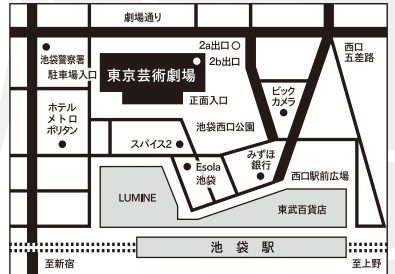 劇場通り
2a出口
2b出口
西口
五差路
池袋警察署
駐車場入口
東京芸術劇場
正面入口
ビック
カメラ
ホテル
メトロ
ポリタン
池袋西口公園
スパイス2
Esola
池袋
みずほ
銀行
西口駅前広場
LUMINE
東武百貨店
池袋駅
至新宿
至上野